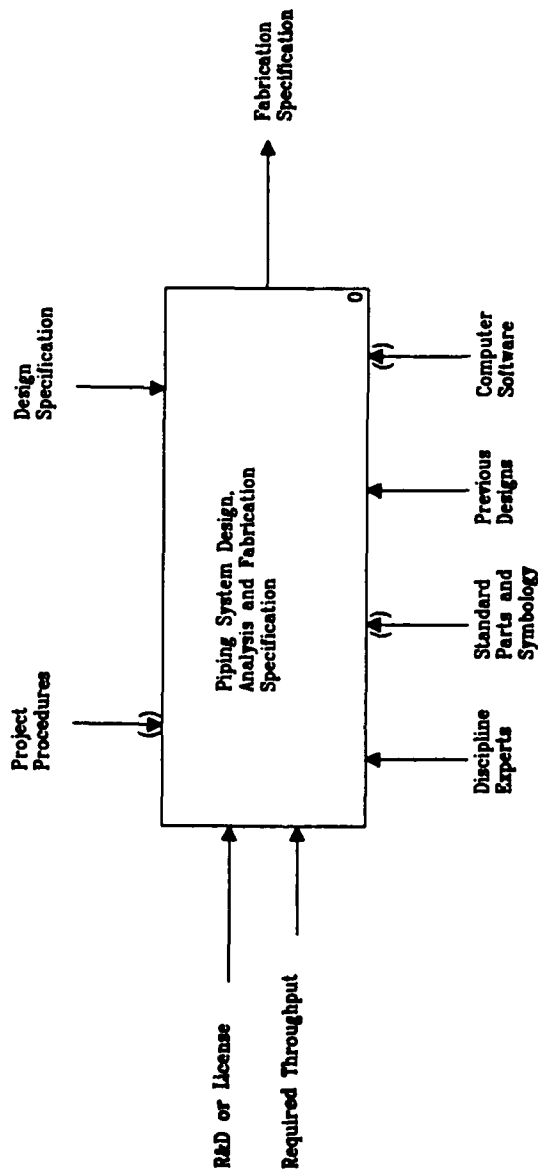 Project
Procedures
Design
Specification
R&D or License
Required Throughput
Piping System Design,
Analysis and Fabrication
Specification
0
Fabrication
Specification
Discipline
Experts
Standard
Parts and
Symbology
Previous
Designs
Computer
Software